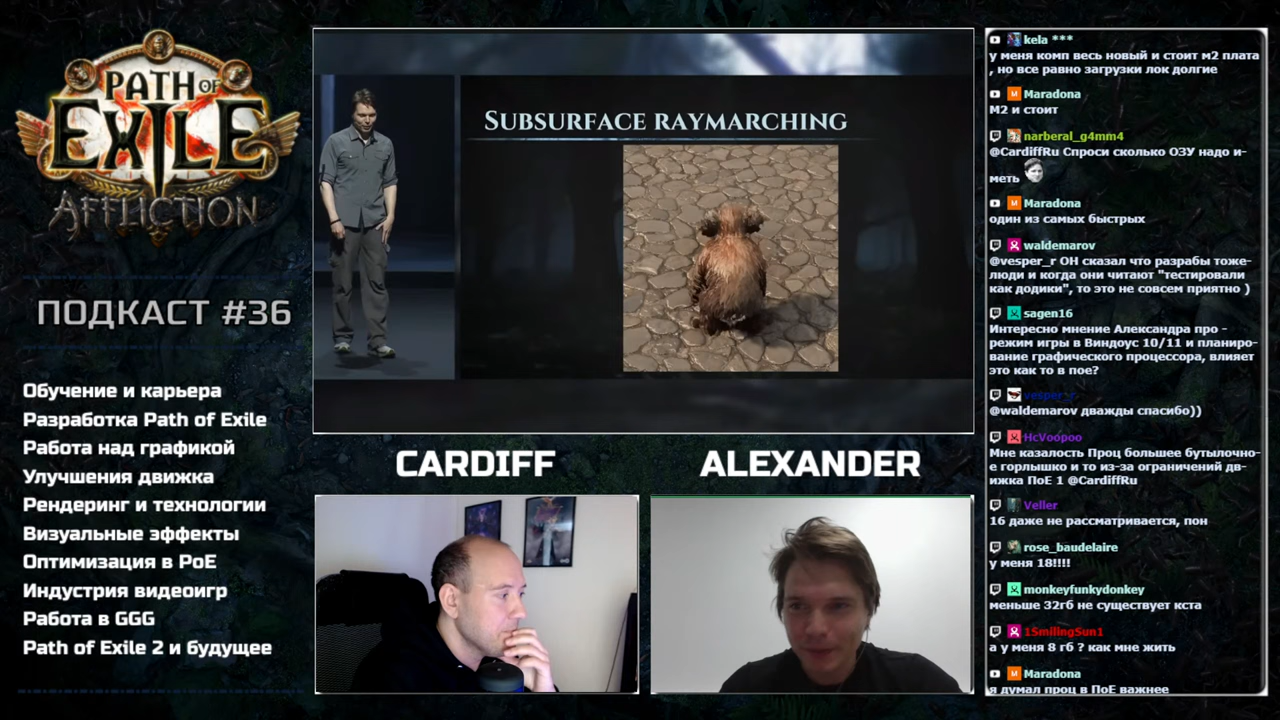 PATH OF
EXILE
AFFLICTION
ПОДКАСТ #36
Обучение и карьера
Разработка Path of Exile
Работа над графикой
Улучшения движка
Рендеринг и технологии
Визуальные эффекты
Оптимизация в PoE
Индустрия видеоигр
Работа в GGG
Path of Exile 2 и будущее
SUBSURFACE RAYMARCHING
CARDIFF
ALEXANDER
kela ***
у меня комп весь новый и стоит м2 плата
, но все равно загрузки лок долгие
Maradona
М2 и стоит
narberal_g4mm4
@CardiffRu Спроси сколько ОЗУ надо и-
меть
Maradona
один из самых быстрых
waldemarov
@vesper_r ОН сказал что разрабы тоже-
люди и когда они читают "тестировали
как додики", то это не совсем приятно )
sagen16
Интересно мнение Александра про -
режим игры в Виндоус 10/11 и планиро-
вание графического процессора, влияет
это как то в пое?
vesper_r
@waldemarov дважды спасибо))
HcVoopoo
Мне казалость Проц большее бутылочно-
е горлышко и то из-за ограничений дв-
ижка ПоЕ 1 @CardiffRu
Veller
16 даже не рассматривается, пон
rose_baudelaire
у меня 18!!!!
monkeyfunkydonkey
меньше 32гб не существует кста
1SmilingSun1
а у меня 8 гб ? как мне жить
Maradona
я думал проц в ПоЕ важнее